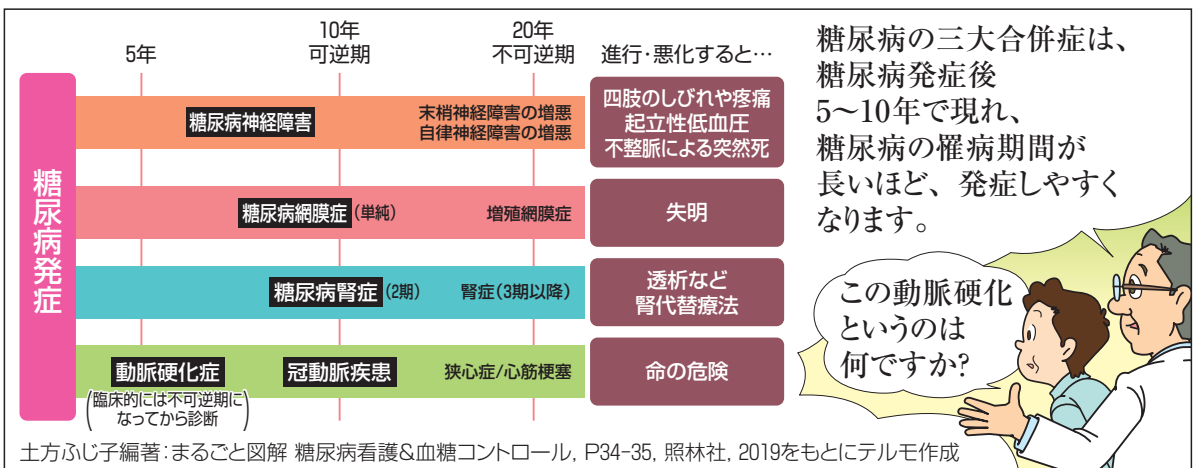 5年
10年
可逆期
20年
不可逆期
進行・悪化すると…
糖尿病発症
糖尿病神経障害
末梢神経障害の増悪
自律神経障害の増悪
四肢のしびれや疼痛
起立性低血圧
不整脈による突然死
糖尿病網膜症(単純)
増殖網膜症
失明
糖尿病腎症(2期)
腎症(3期以降)
透析など
腎代替療法
動脈硬化症
(臨床的には不可逆期に
なってから診断)
冠動脈疾患
狭心症/心筋梗塞
命の危険
糖尿病の三大合併症は、
糖尿病発症後
5〜10年で現れ、
糖尿病の罹病期間が
長いほど、発症しやすく
なります。
この動脈硬化
というのは
何ですか?
土方ふじ子編著:まるごと図解 糖尿病看護&血糖コントロール, P34-35, 照林社, 2019をもとにテルモ作成